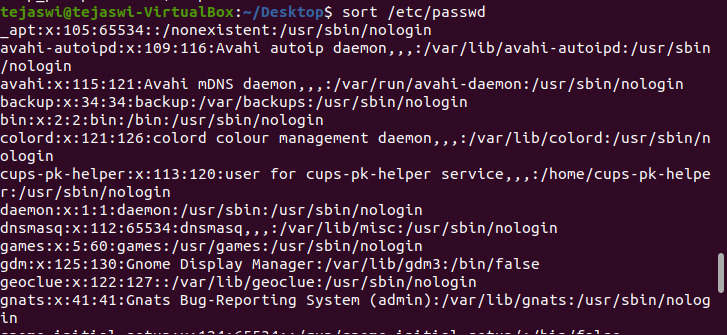 tejaswi@tejaswi-VirtualBox:~/Desktop$ sort /etc/passwd
_apt:x:105:65534::/nonexistent:/usr/sbin/nologin
avahi-autoipd:x:109:116:Avahi autoip daemon,,,:/var/lib/avahi-autoipd:/usr/sbin
/nologin
avahi:x:115:121:Avahi mDNS daemon,,,:/var/run/avahi-daemon:/usr/sbin/nologin
backup:x:34:34:backup:/var/backups:/usr/sbin/nologin
bin:x:2:2:bin:/bin:/usr/sbin/nologin
colord:x:121:126:colord colour management daemon,,,:/var/lib/colord:/usr/sbin/n
ologin
cups-pk-helper:x:113:120:user for cups-pk-helper service,,,:/home/cups-pk-helpe
r:/usr/sbin/nologin
daemon:x:1:1:daemon:/usr/sbin:/usr/sbin/nologin
dnsmasq:x:112:65534:dnsmasq,,,:/var/lib/misc:/usr/sbin/nologin
games:x:5:60:games:/usr/games:/usr/sbin/nologin
gdm:x:125:130:Gnome Display Manager:/var/lib/gdm3:/bin/false
geoclue:x:122:127::/var/lib/geoclue:/usr/sbin/nologin
gnats:x:41:41:Gnats Bug-Reporting System (admin):/var/lib/gnats:/usr/sbin/nolog
in